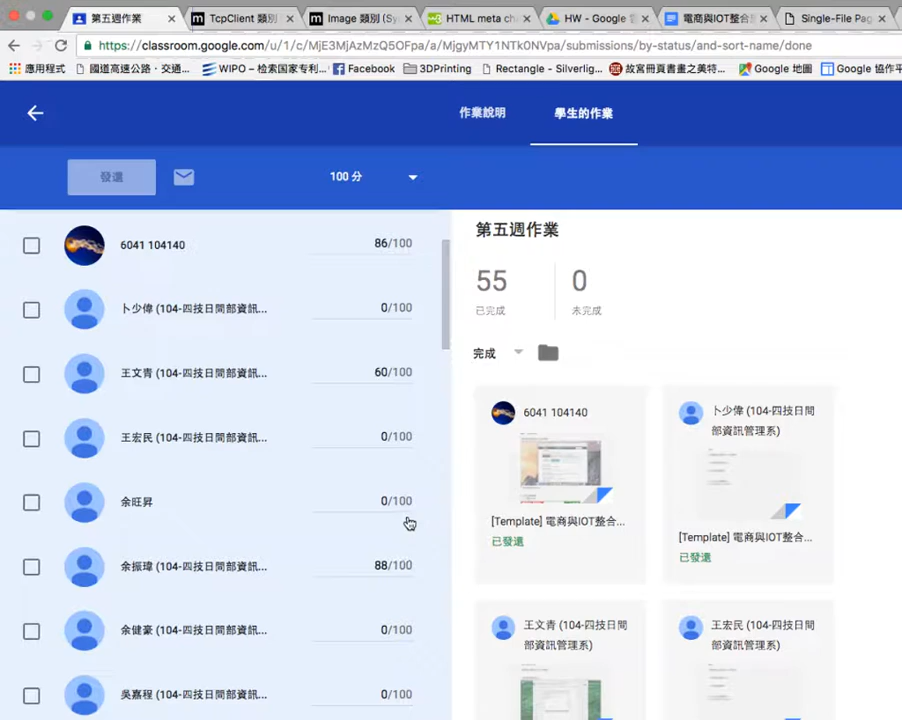 第五週作業
TcpClient 類別
Image 類別 (Sy
HTML meta ch
HW - Google 雲
電商與IOT整合
Single-File Pag
https://classroom.google.com/u/1/c/MjE3MjAzMzQ5OFpa/a/MjgyMTY1NTk0NVpa/submissions/by-status/and-sort-name/done
應用程式
國道高速公路．交通...
WIPO – 检索国家专利...
Facebook
3DPrinting
Rectangle - Silverlig...
故宮冊頁書畫之美特...
Google 地圖
Google 協作平
作業說明
學生的作業
發還
100 分
6041 104140
86/100
卜少偉 (104-四技日間部資訊...
0/100
王文青 (104-四技日間部資訊...
60/100
王宏民 (104-四技日間部資訊...
0/100
余旺昇
0/100
余振瑋 (104-四技日間部資訊...
88/100
余健豪 (104-四技日間部資訊...
0/100
吳嘉程 (104-四技日間部資訊...
0/100
第五週作業
55
0
已完成
未完成
完成
6041 104140
[Template] 電商與IOT整合...
已發還
卜少偉 (104-四技日間
部資訊管理系)
[Template] 電商與IOT整合...
已發還
王文青 (104-四技日間
部資訊管理系)
王宏民 (104-四技日間
部資訊管理系)